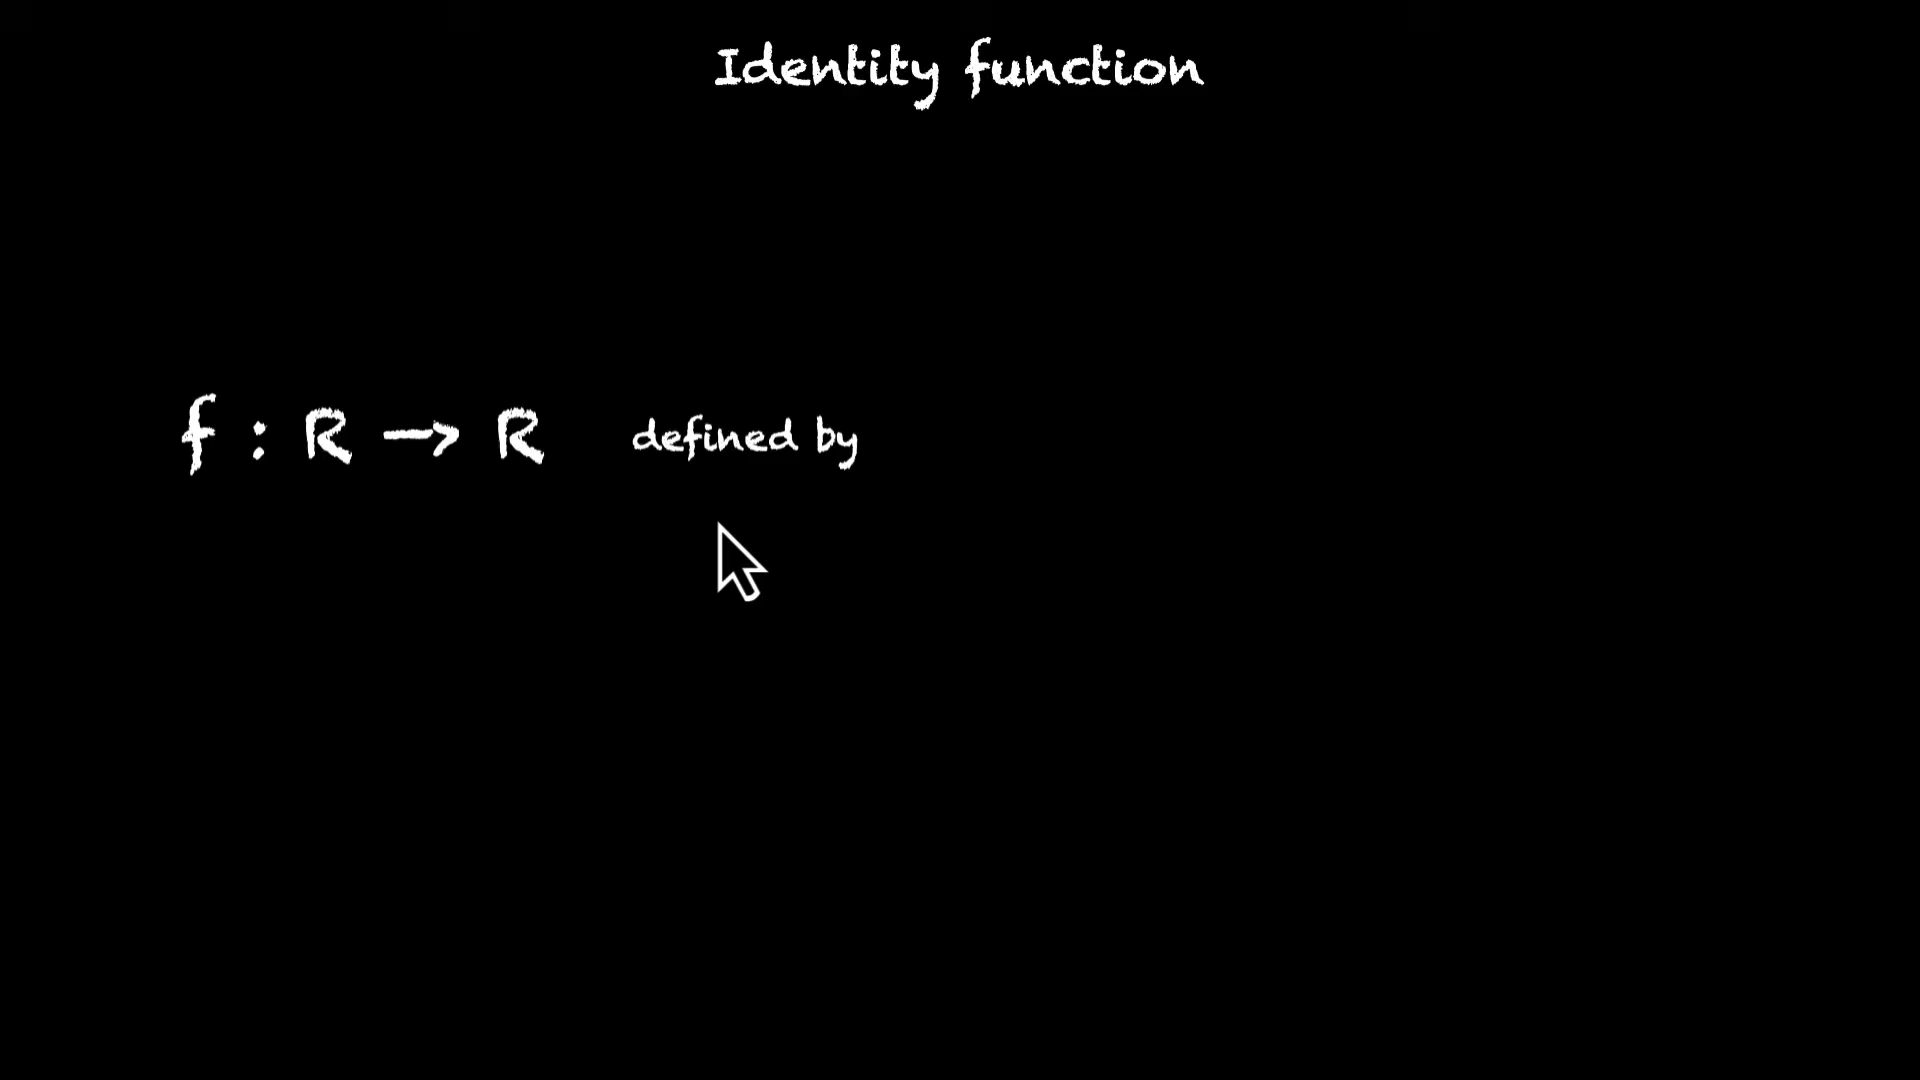 Identity function
f : R → R defined by